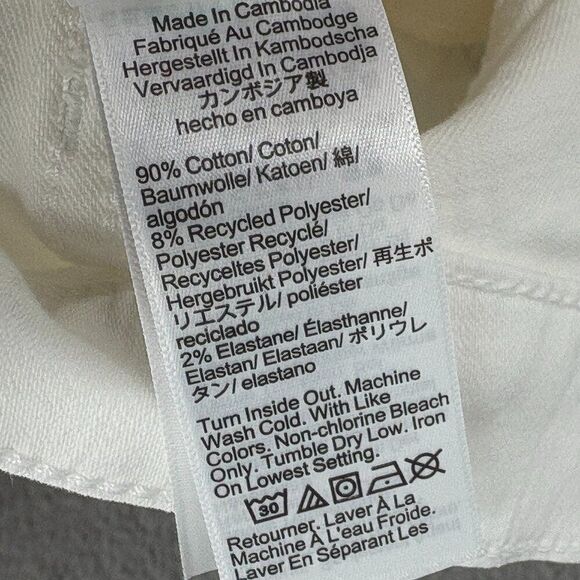 Made In Cambodia
Fabriqué Au Cambodge
Hergestellt In Kambodscha
Vervaardigd In Cambodja
カンボジア製
hecho en camboya
90% Cotton/ Coton/
Baumwolle/ Katoen/ 綿/
algodón
8% Recycled Polyester/
Polyester Recyclé/
Recyceltes Polyester/
Hergebruikt Polyester/ 再生ポ
リエステル/ poliéster
reciclado
2% Elastane/ Élasthanne/
Elastan/ Elastaan/ ポリウレ
タン/ elastano
Turn Inside Out. Machine
Wash Cold. With Like
Colors. Non-chlorine Bleach
Only. Tumble Dry Low. Iron
On Lowest Setting.
30
Retourner. Laver À La
Machine À L'eau Froide.
Laver En Séparant Les